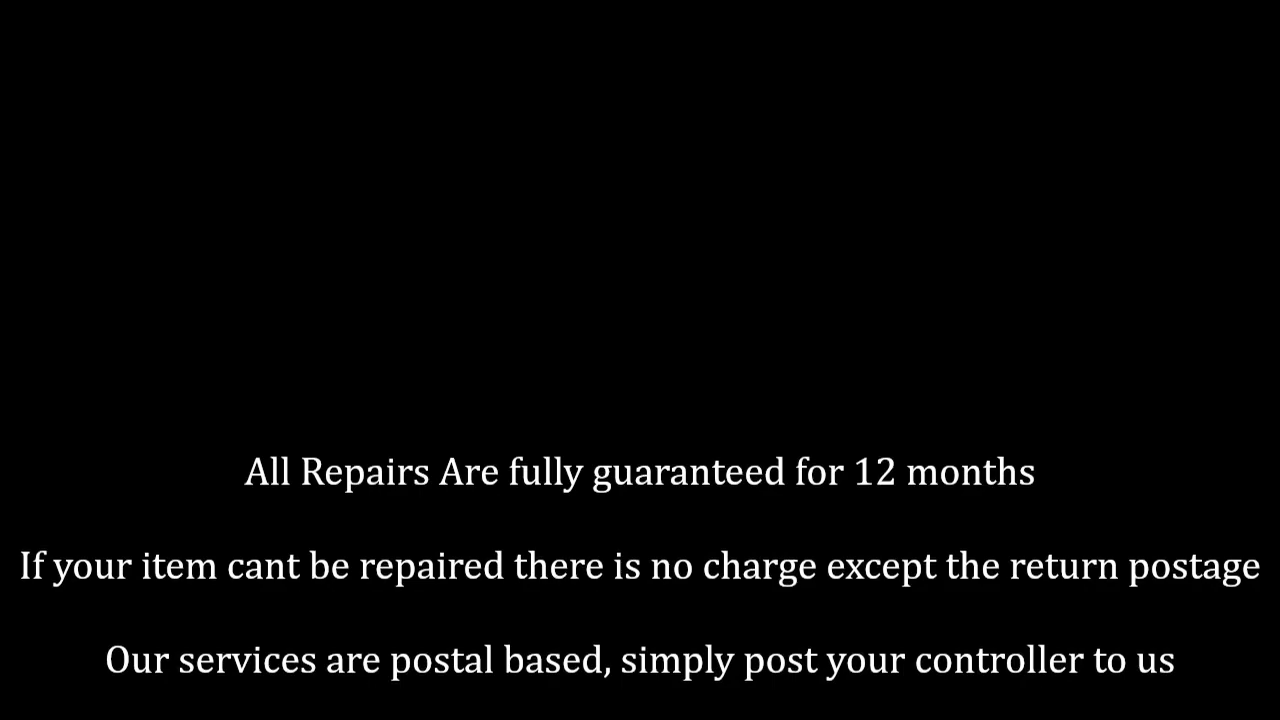 All Repairs Are fully guaranteed for 12 months
If your item cant be repaired there is no charge except the return postage
Our services are postal based, simply post your controller to us